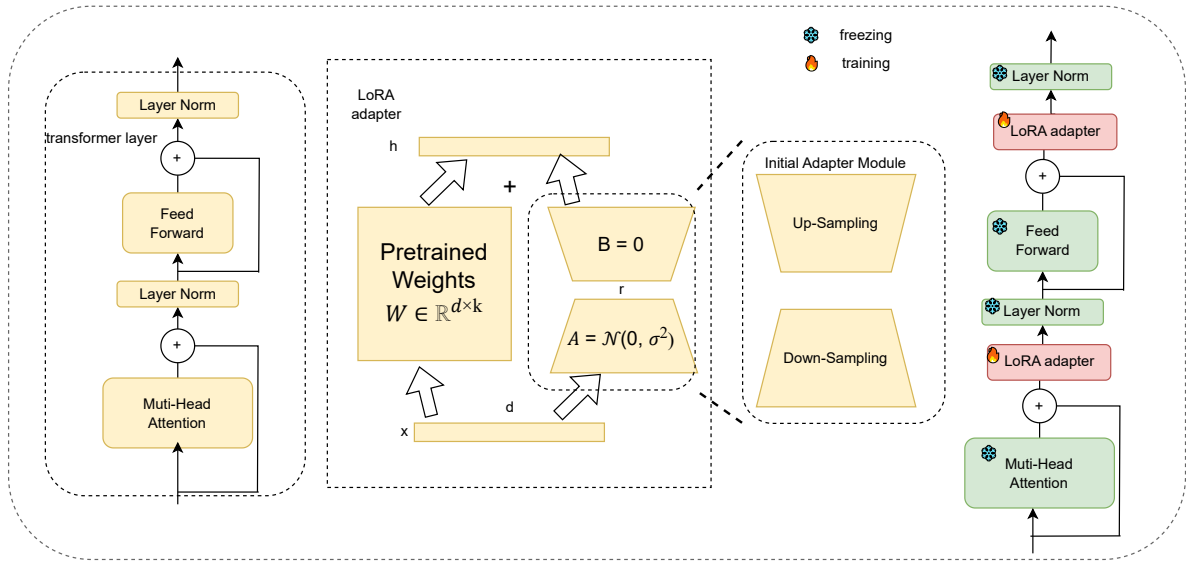 Layer Norm
transformer layer
+
Feed
Forward
Layer Norm
+
Muti-Head
Attention
LoRA
adapter
h
+
Pretrained
Weights
W ∈ ℝ^{d×k}
B = 0
r
A = 𝒩(0, σ²)
d
x
Initial Adapter Module
Up-Sampling
Down-Sampling
freezing
training
Layer Norm
LoRA adapter
+
Feed
Forward
Layer Norm
LoRA adapter
+
Muti-Head
Attention